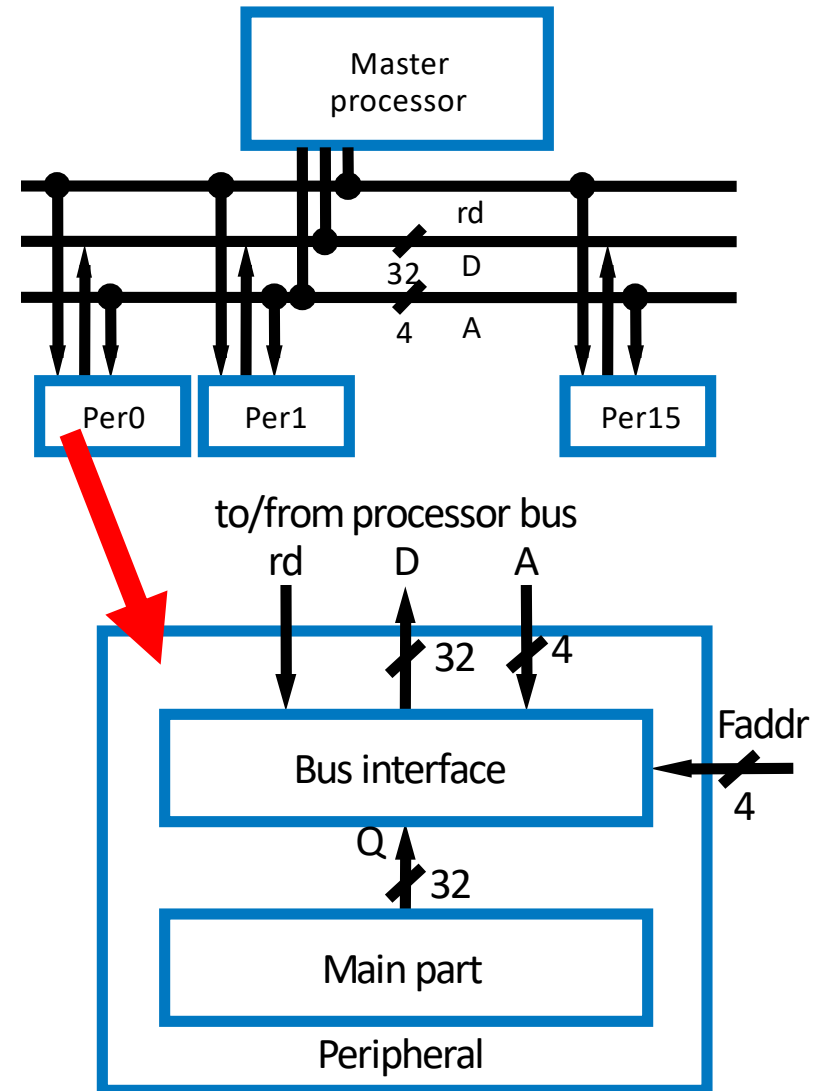 Master
processor
rd
32 D
4 A
Per0 Per1 Per15
to/from processor bus
rd D A
32 4
Faddr
Bus interface
4
Q
32
Main part
Peripheral